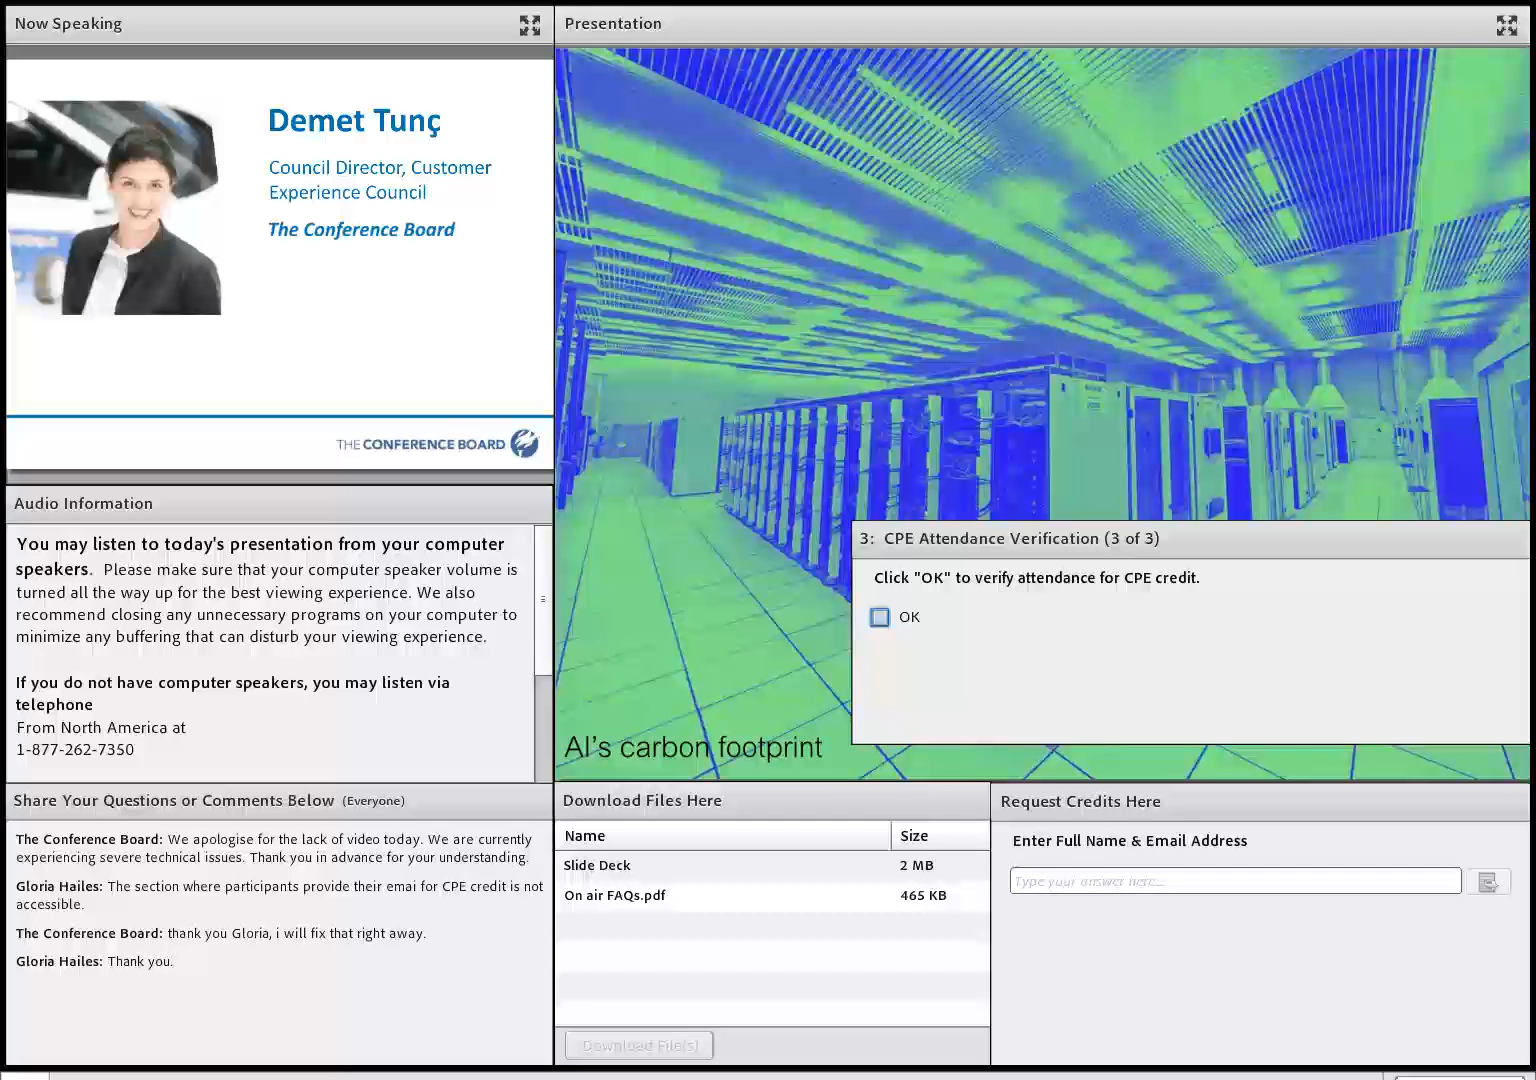 Now Speaking
Demet Tunç
Council Director, Customer
Experience Council
The Conference Board
THE CONFERENCE BOARD
Audio Information
You may listen to today's presentation from your computer
speakers. Please make sure that your computer speaker volume is
turned all the way up for the best viewing experience. We also
recommend closing any unnecessary programs on your computer to
minimize any buffering that can disturb your viewing experience.
If you do not have computer speakers, you may listen via
telephone
From North America at
1-877-262-7350
Share Your Questions or Comments Below (Everyone)
The Conference Board: We apologise for the lack of video today. We are currently
experiencing severe technical issues. Thank you in advance for your understanding.
Gloria Hailes: The section where participants provide their emai for CPE credit is not
accessible.
The Conference Board: thank you Gloria, i will fix that right away.
Gloria Hailes: Thank you.
Presentation
3: CPE Attendance Verification (3 of 3)
Click "OK" to verify attendance for CPE credit.
OK
AI's carbon footprint
Download Files Here
Name Size
Slide Deck 2 MB
On air FAQs.pdf 465 KB
Download File(s)
Request Credits Here
Enter Full Name & Email Address
Type your answer here...